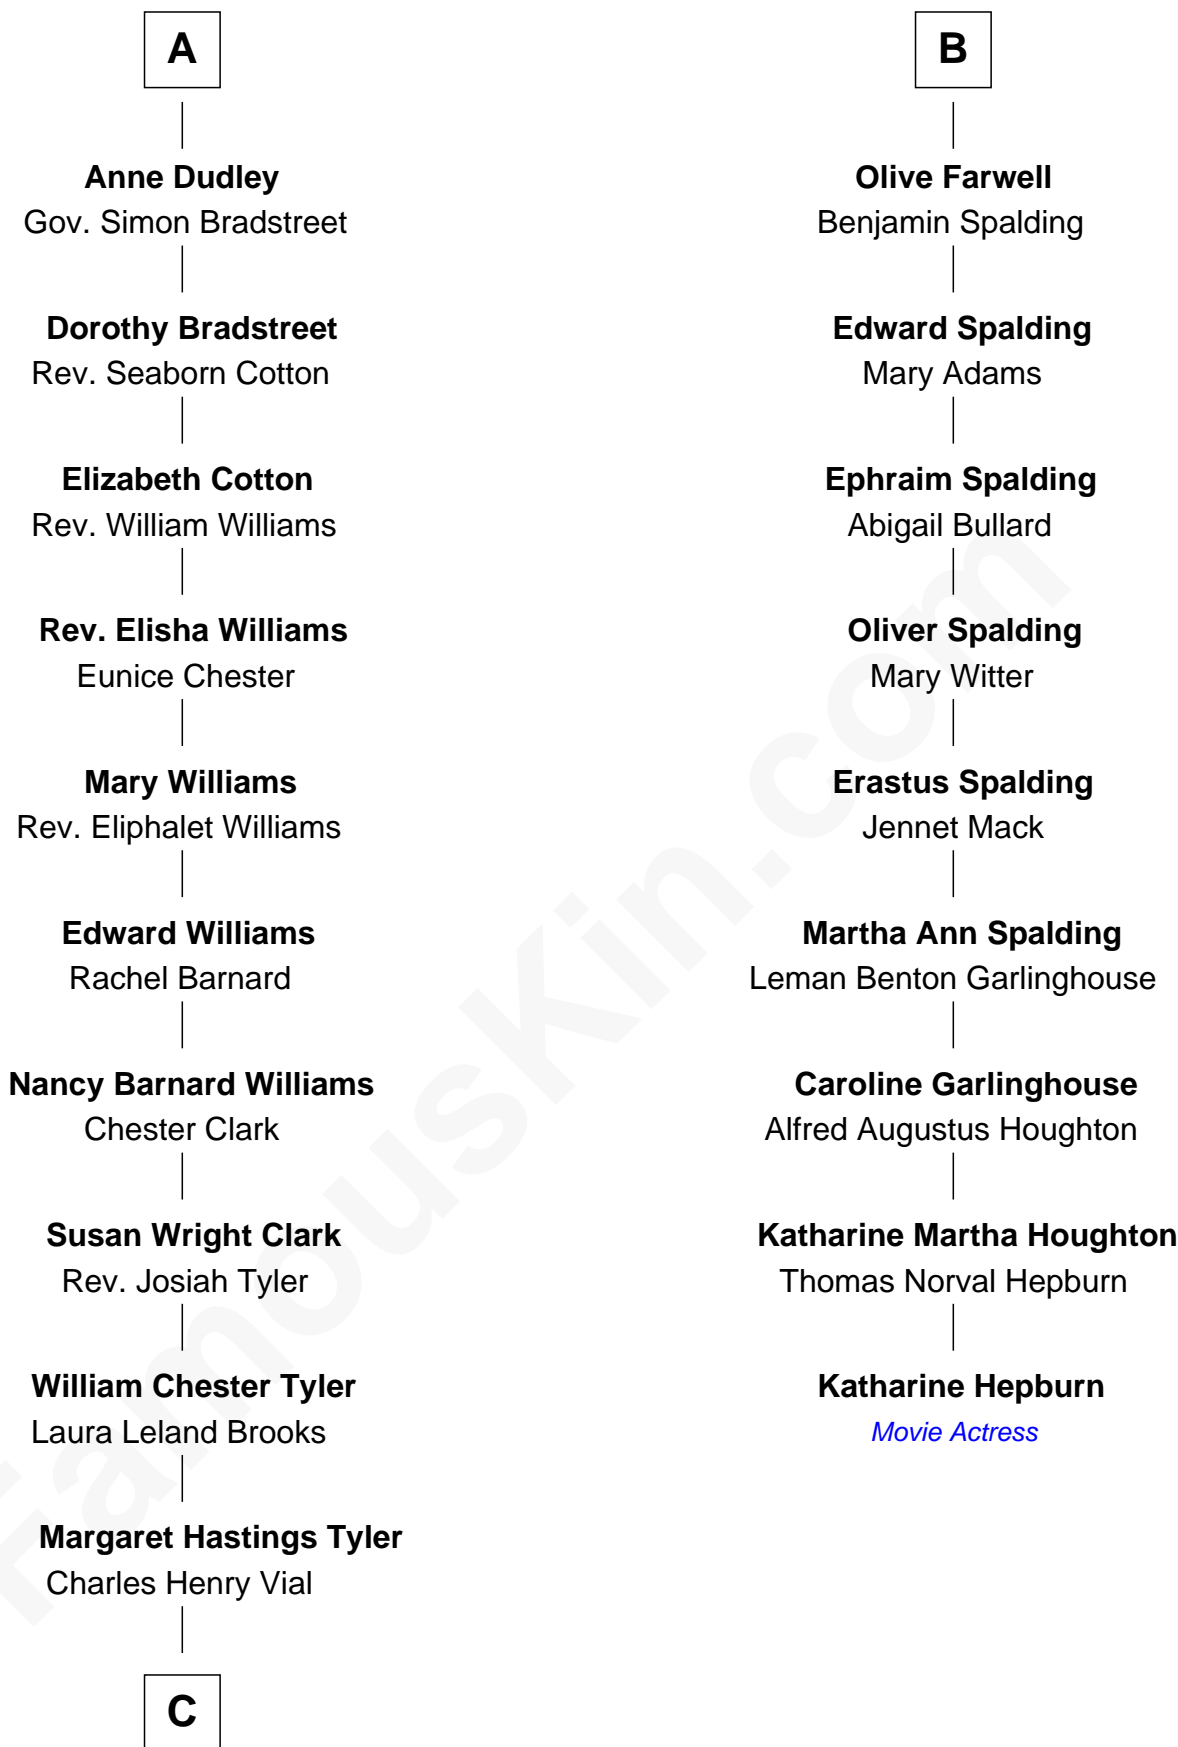 A
Anne Dudley
Gov. Simon Bradstreet
Dorothy Bradstreet
Rev. Seaborn Cotton
Elizabeth Cotton
Rev. William Williams
Rev. Elisha Williams
Eunice Chester
Mary Williams
Rev. Eliphalet Williams
Edward Williams
Rachel Barnard
Nancy Barnard Williams
Chester Clark
Susan Wright Clark
Rev. Josiah Tyler
William Chester Tyler
Laura Leland Brooks
Margaret Hastings Tyler
Charles Henry Vial
C
B
Olive Farwell
Benjamin Spalding
Edward Spalding
Mary Adams
Ephraim Spalding
Abigail Bullard
Oliver Spalding
Mary Witter
Erastus Spalding
Jennet Mack
Martha Ann Spalding
Leman Benton Garlinghouse
Caroline Garlinghouse
Alfred Augustus Houghton
Katharine Martha Houghton
Thomas Norval Hepburn
Katharine Hepburn
Movie Actress
FamousKin.com